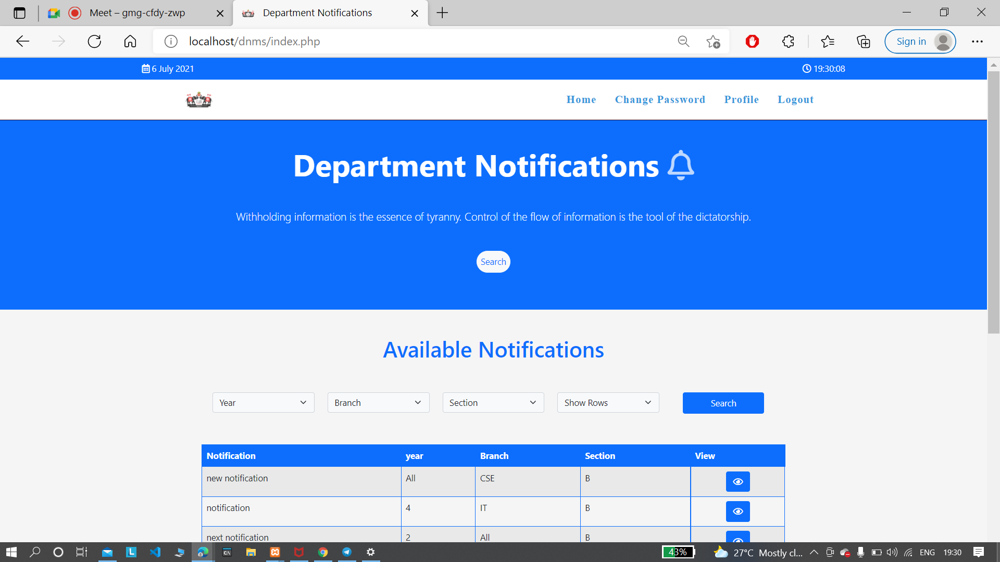 Meet – gmg-cfdy-zwp
Department Notifications
localhost/dnms/index.php
Sign in
6 July 2021
19:30:08
Home Change Password Profile Logout
Department Notifications
Withholding information is the essence of tyranny. Control of the flow of information is the tool of the dictatorship.
Search
Available Notifications
Year Branch Section Show Rows Search
Notification year Branch Section View
new notification All CSE B
notification 4 IT B
next notification 2 All B
43% 27°C Mostly cl... ENG 19:30